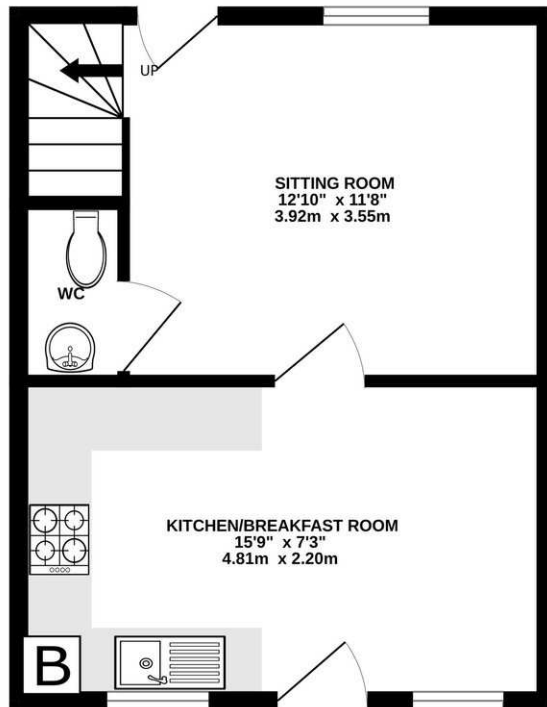 UP
SITTING ROOM
12'10" x 11'8"
3.92m x 3.55m
WC
KITCHEN/BREAKFAST ROOM
15'9" x 7'3"
4.81m x 2.20m
B